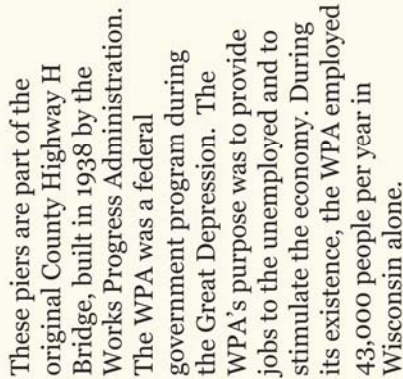 These piers are part of the
original County Highway H
Bridge, built in 1938 by the
Works Progress Administration.
The WPA was a federal
government program during
the Great Depression.  The
WPA's purpose was to provide
jobs to the unemployed and to
stimulate the economy. During
its existence, the WPA employed
43,000 people per year in
Wisconsin alone.